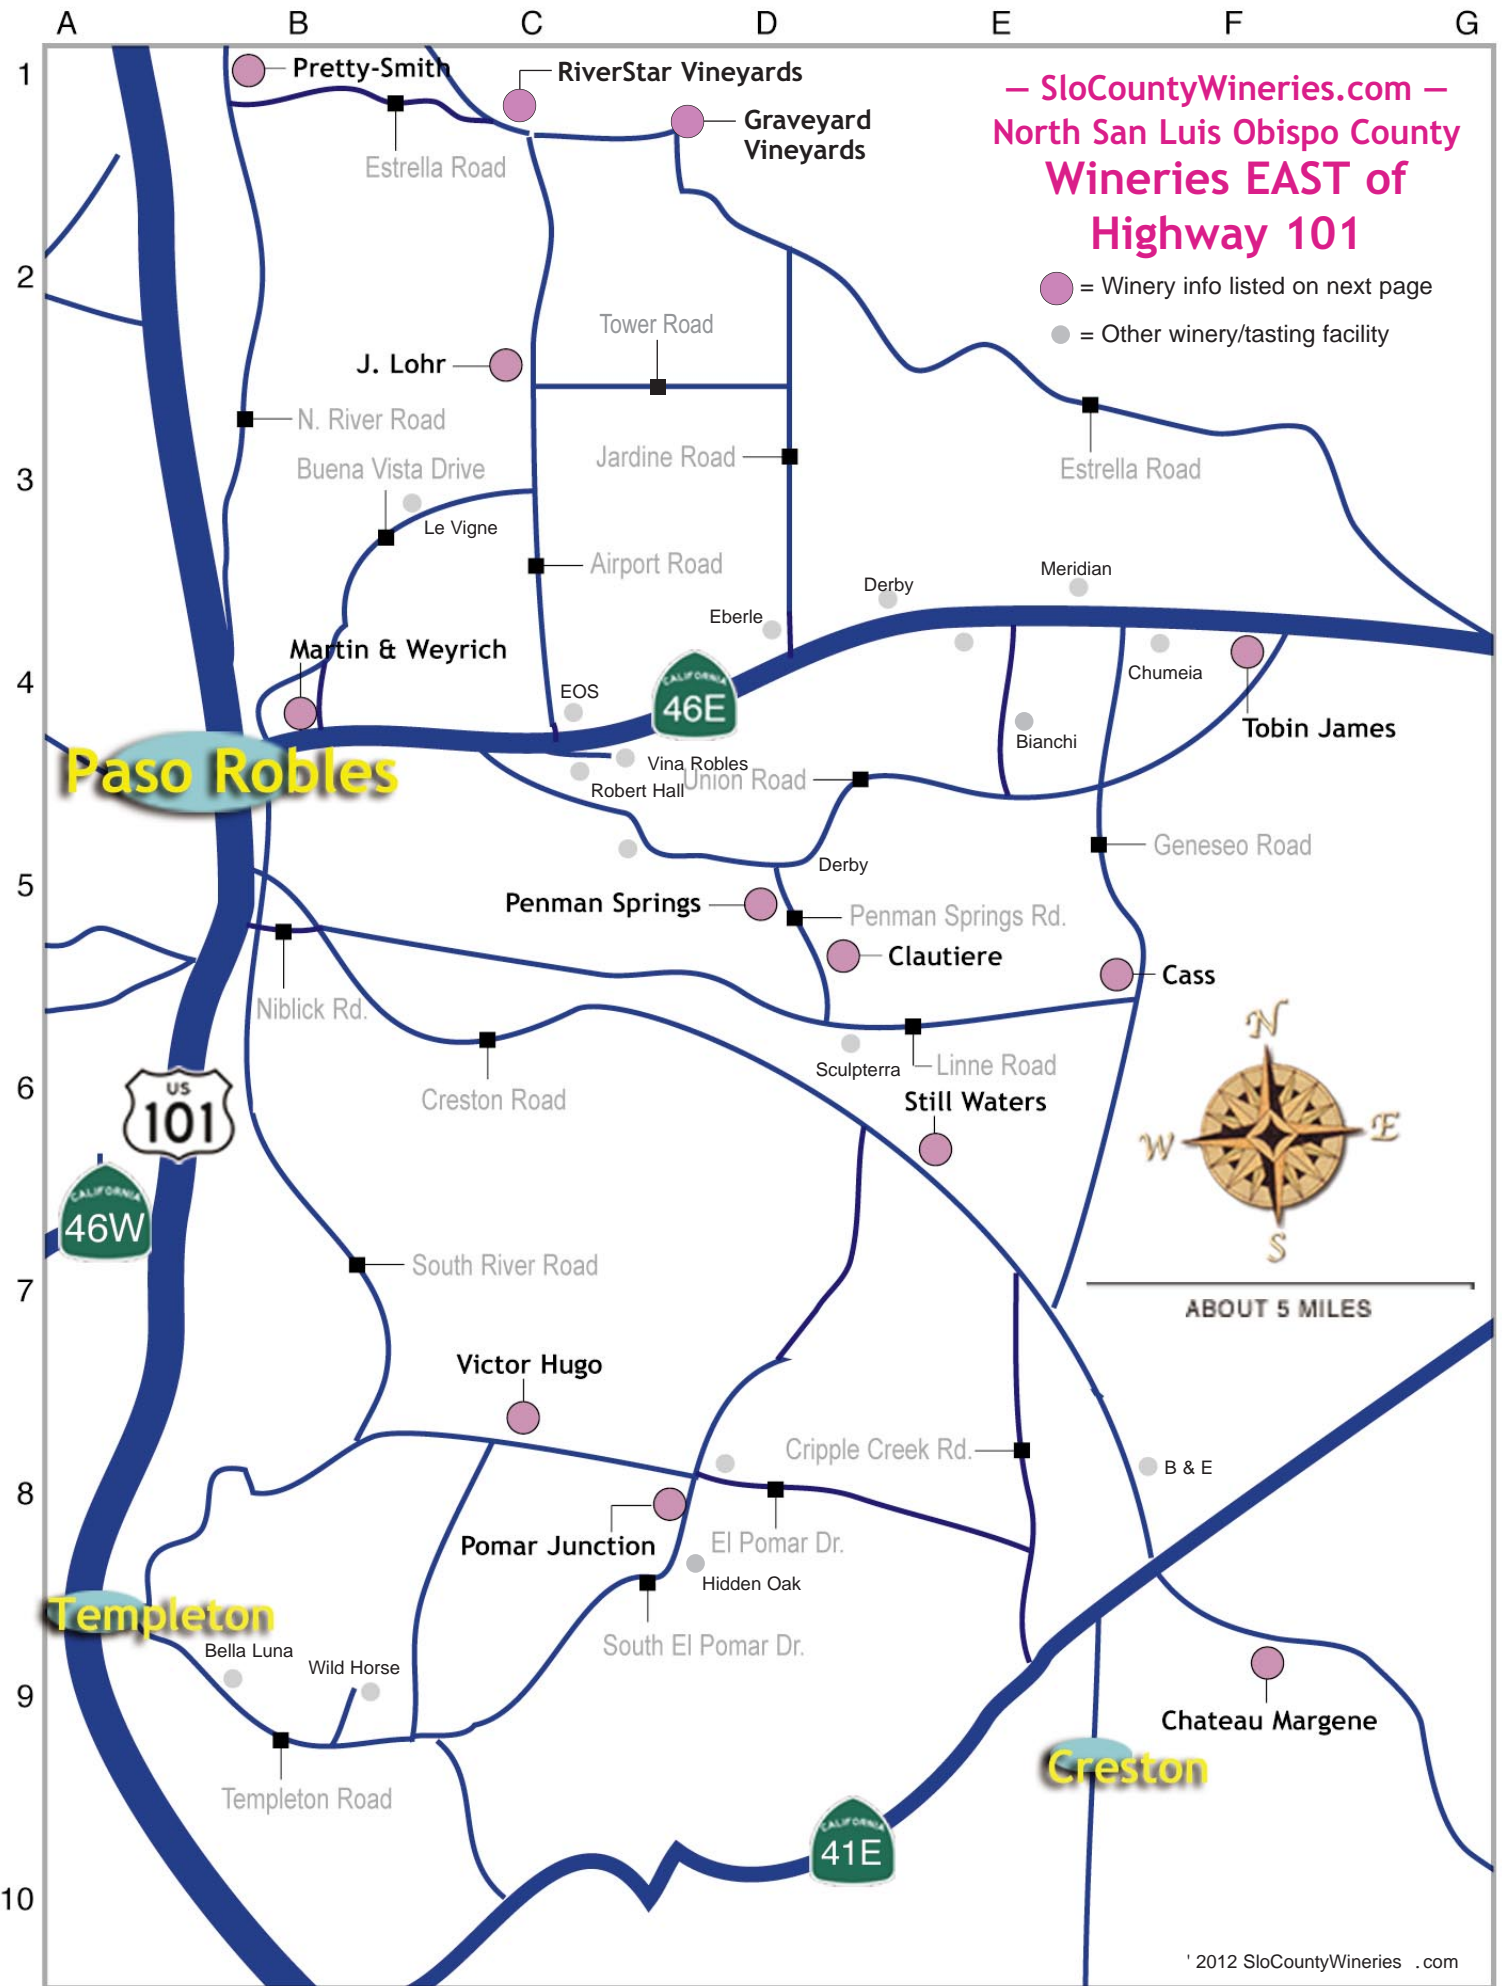 A B C D E F G
1
2
3
4
5
6
7
8
9
10
— SloCountyWineries.com —
North San Luis Obispo County
Wineries EAST of
Highway 101
= Winery info listed on next page
= Other winery/tasting facility
Pretty-Smith
RiverStar Vineyards
Graveyard
Vineyards
Estrella Road
Tower Road
J. Lohr
N. River Road
Buena Vista Drive
Le Vigne
Jardine Road
Estrella Road
Airport Road
Meridian
Derby
Eberle
Martin & Weyrich
EOS
CALIFORNIA
46E
Chumeia
Tobin James
Bianchi
Paso Robles
Vina Robles
Union Road
Robert Hall
Geneseo Road
Derby
Penman Springs
Penman Springs Rd.
Clautiere
Cass
Niblick Rd.
Sculpterra
Linne Road
Still Waters
Creston Road
N
W
E
S
US
101
CALIFORNIA
46W
South River Road
ABOUT 5 MILES
Victor Hugo
Cripple Creek Rd.
B & E
Pomar Junction
El Pomar Dr.
Hidden Oak
Templeton
South El Pomar Dr.
Bella Luna
Wild Horse
Chateau Margene
Creston
Templeton Road
CALIFORNIA
41E
' 2012 SloCountyWineries .com